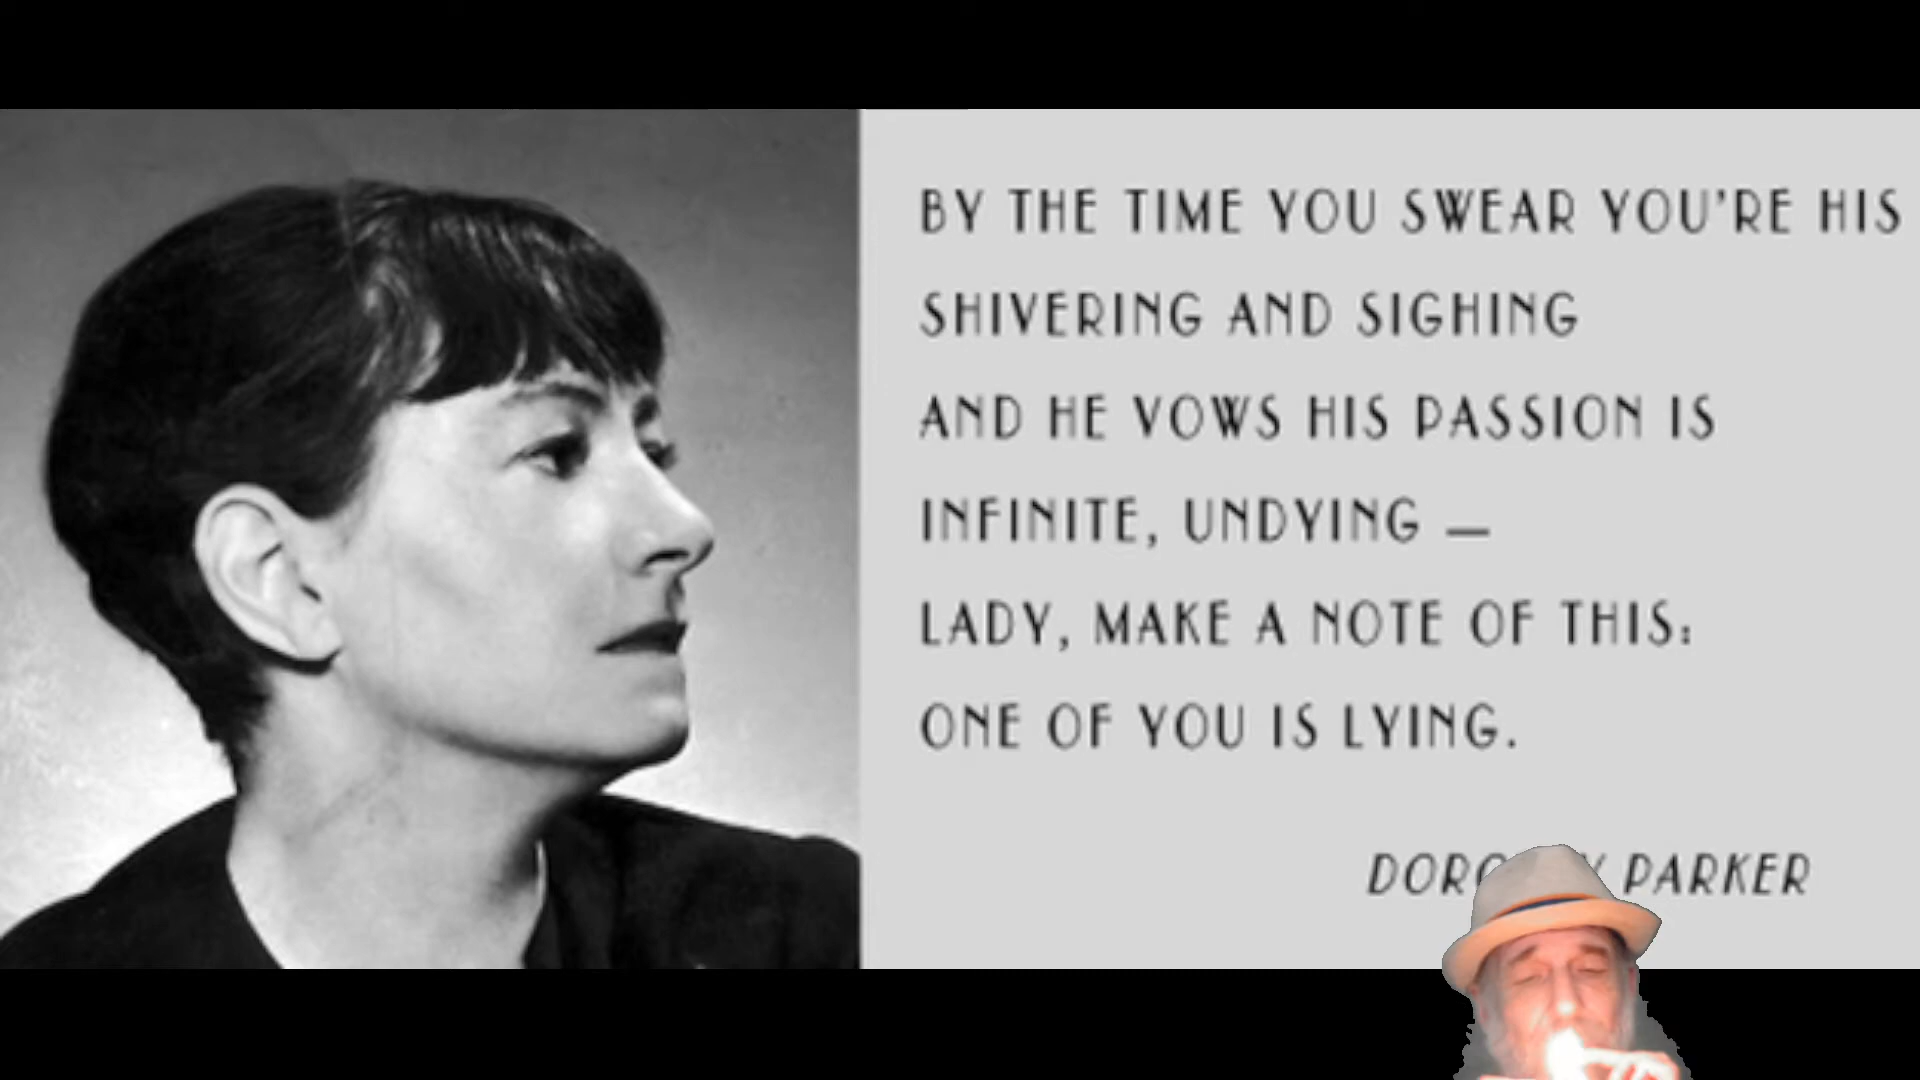 BY THE TIME YOU SWEAR YOU'RE HIS
SHIVERING AND SIGHING
AND HE VOWS HIS PASSION IS
INFINITE, UNDYING —
LADY, MAKE A NOTE OF THIS:
ONE OF YOU IS LYING.
PARKER